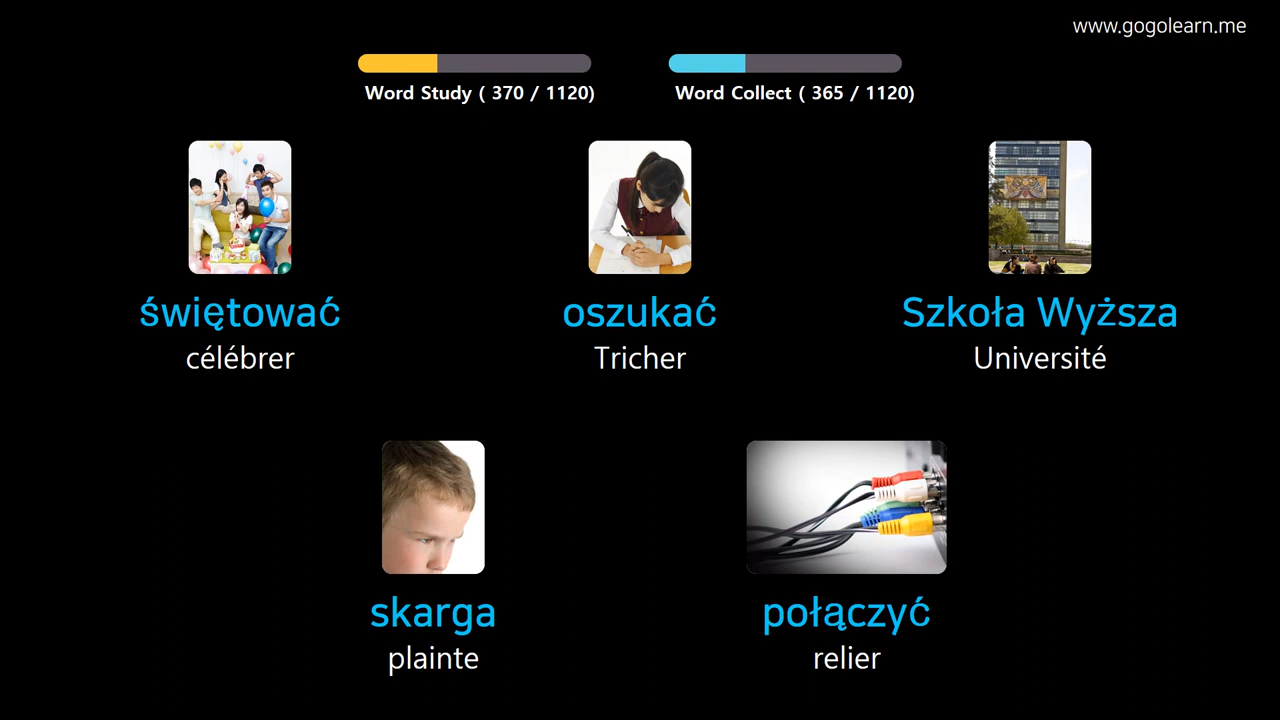 www.gogolearn.me
Word Study ( 370 / 1120)
Word Collect ( 365 / 1120)
świętować
célébrer
oszukać
Tricher
Szkoła Wyższa
Université
skarga
plainte
połączyć
relier